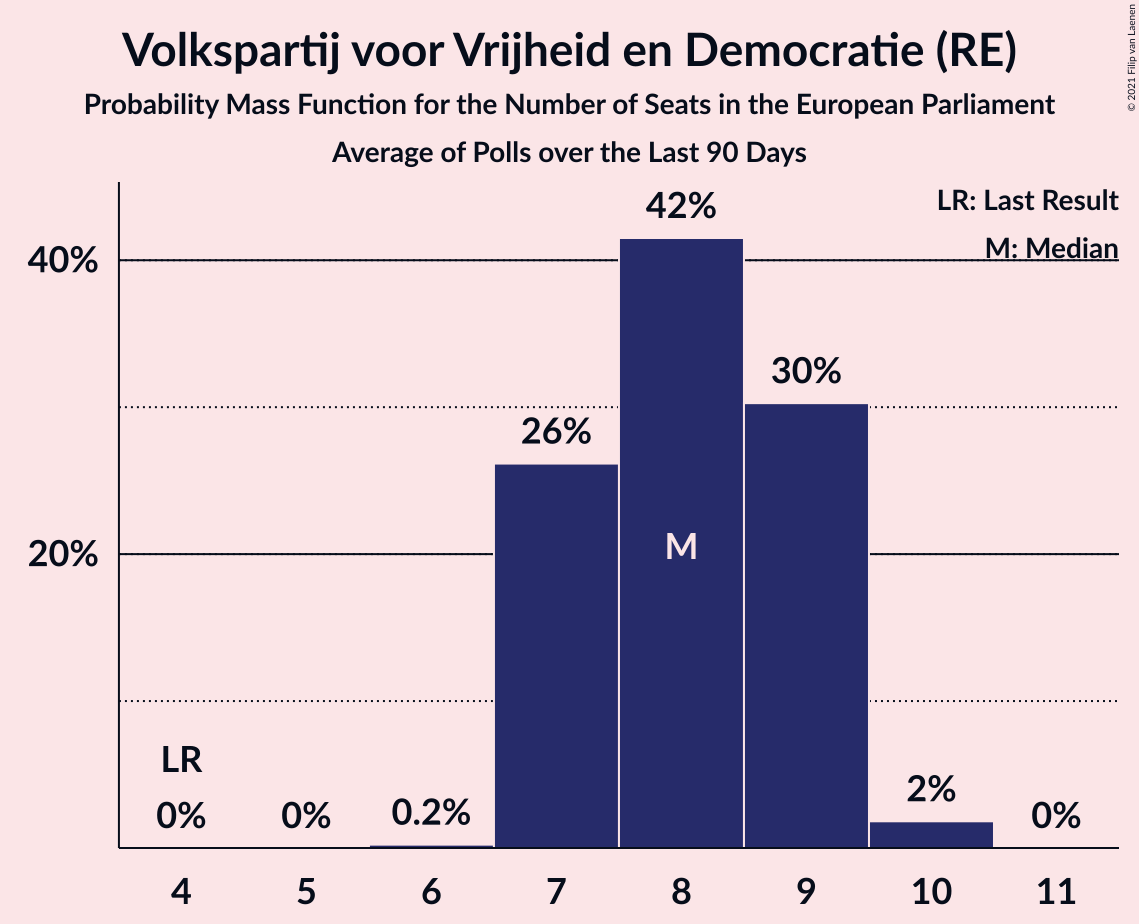 Volkspartij voor Vrijheid en Democratie (RE)
Probability Mass Function for the Number of Seats in the European Parliament
Average of Polls over the Last 90 Days
© 2021 Filip van Laenen
LR: Last Result
M: Median
42%
40%
30%
26%
20%
M
LR
0%
0%
0.2%
2%
0%
4
5
6
7
8
9
10
11